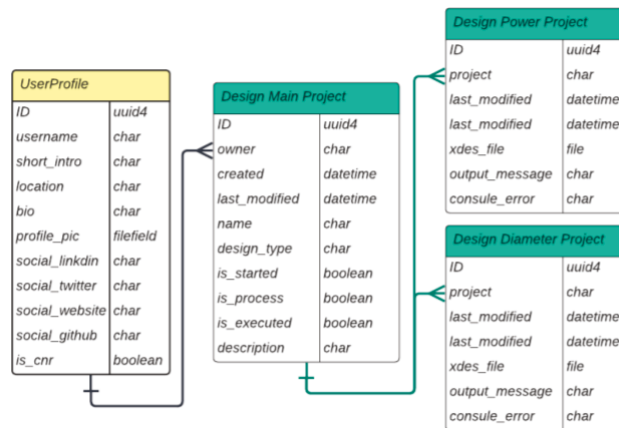 UserProfile
ID uuid4
username char
short_intro char
location char
bio char
profile_pic filefield
social_linkdin char
social_twitter char
social_website char
social_github char
is_cnr boolean
Design Main Project
ID uuid4
owner char
created datetime
last_modified datetime
name char
design_type char
is_started boolean
is_process boolean
is_executed boolean
description char
Design Power Project
ID uuid4
project char
last_modified datetime
last_modified datetime
xdes_file file
output_message char
consule_error char
Design Diameter Project
ID uuid4
project char
last_modified datetime
last_modified datetime
xdes_file file
output_message char
consule_error char